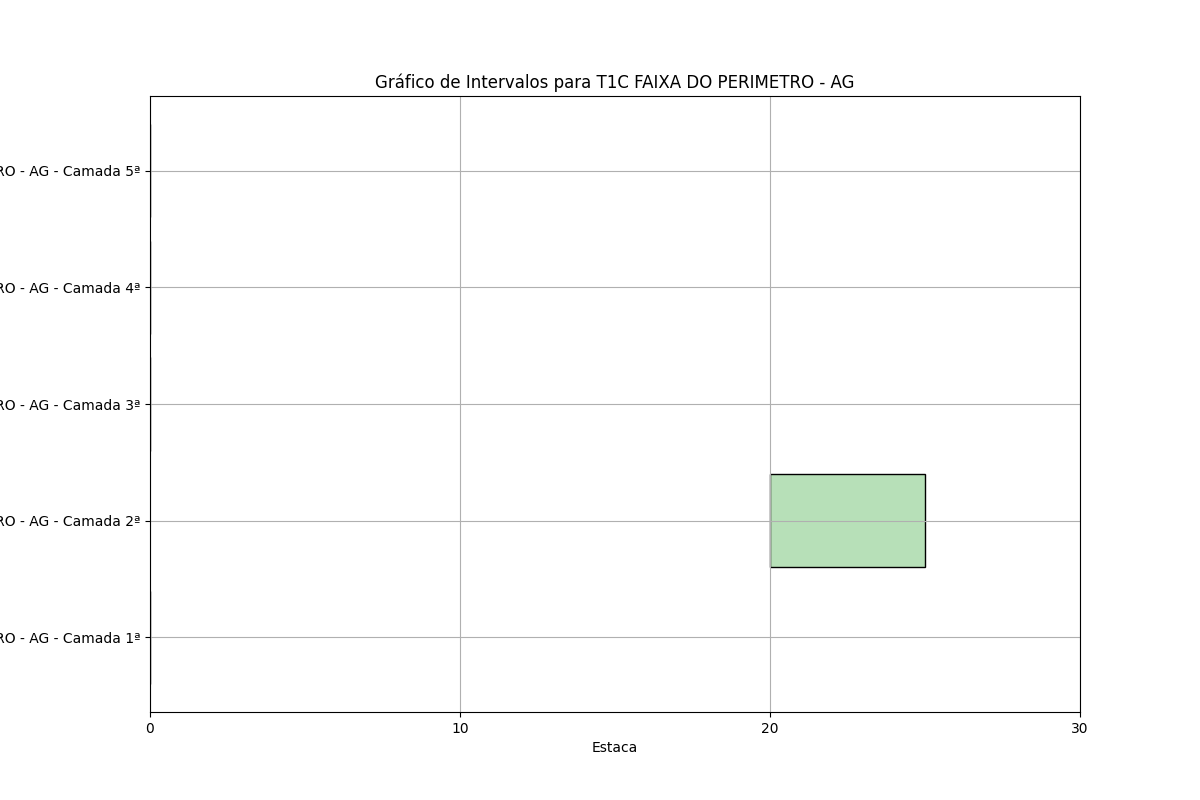 Gráfico de Intervalos para T1C FAIXA DO PERIMETRO - AG
RO - AG - Camada 5ª
RO - AG - Camada 4ª
RO - AG - Camada 3ª
RO - AG - Camada 2ª
RO - AG - Camada 1ª
0 10 20 30
Estaca